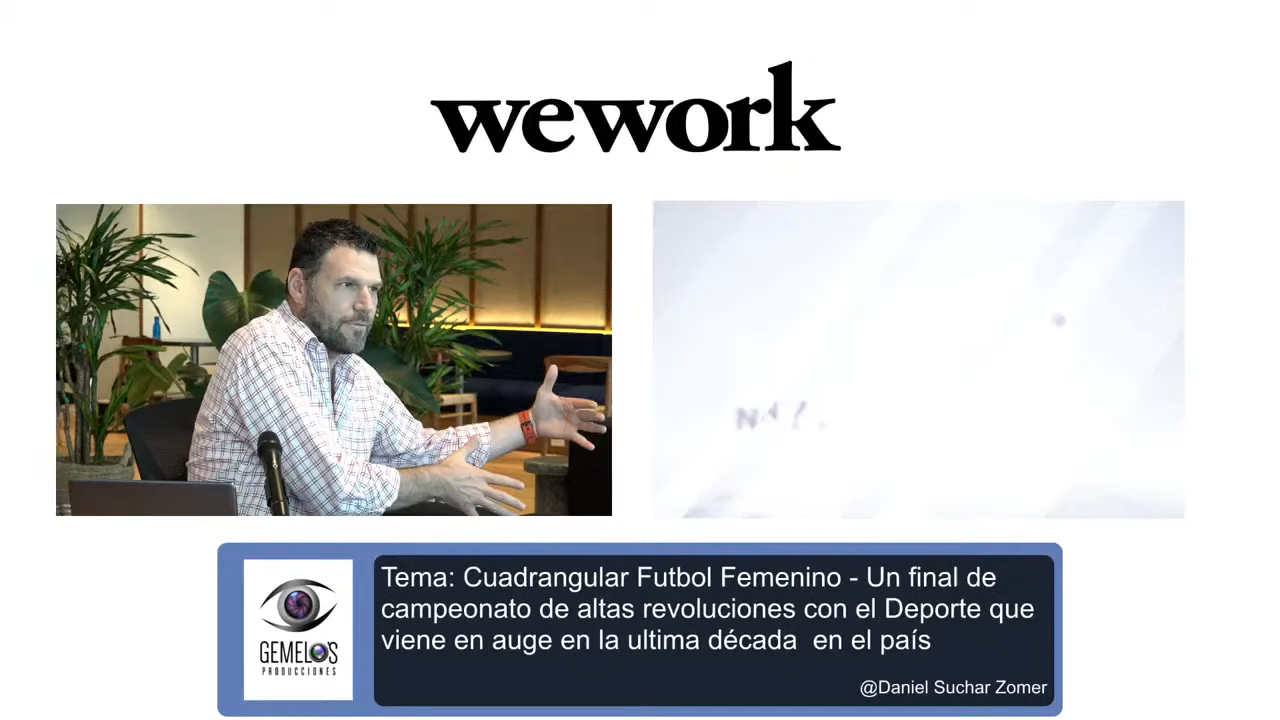 wework
Tema: Cuadrangular Futbol Femenino - Un final de
campeonato de altas revoluciones con el Deporte que
viene en auge en la ultima década  en el país
@Daniel Suchar Zomer
GEMELOS
PRODUCCIONES